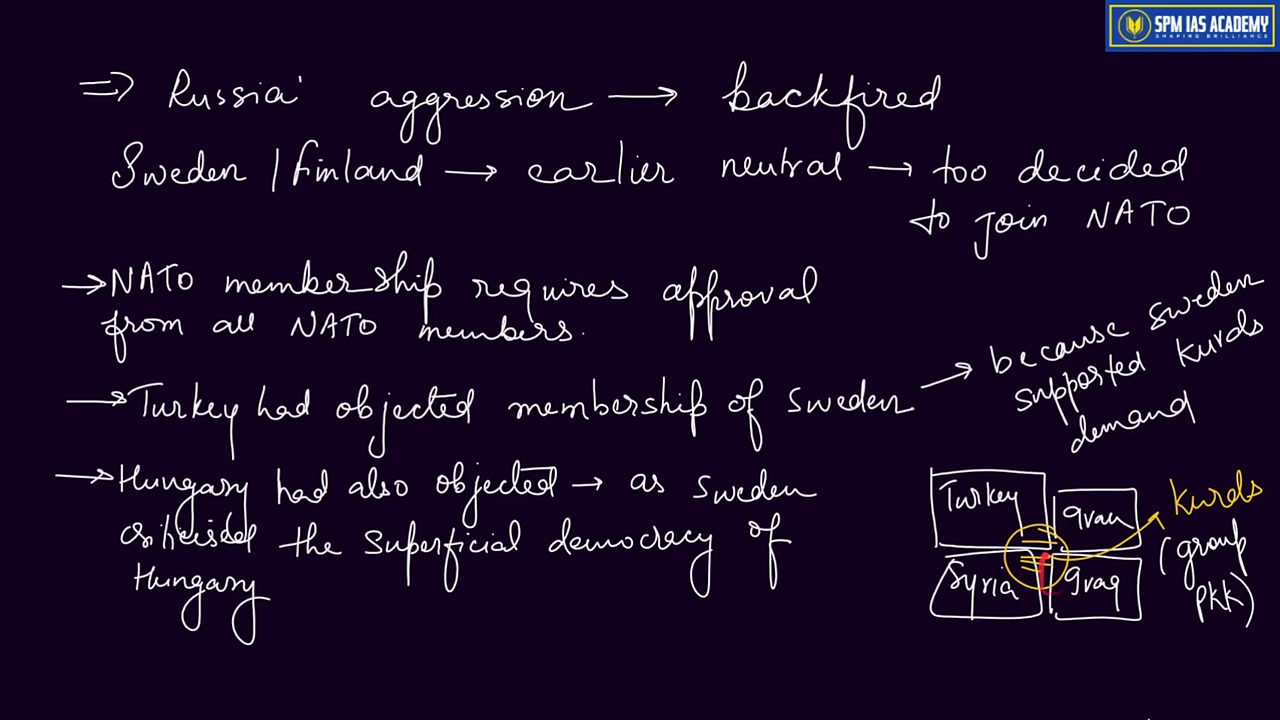 SPM IAS ACADEMY
SHAPING BRILLIANCE
⇒ Russia' aggression → backfired
Sweden / Finland → earlier neutral → too decided
to join NATO
→ NATO membership requires approval
from all NATO members.
→ Turkey had objected membership of Sweden → because Sweden
supported Kurds
demand
→ Hungary had also objected → as Sweden
the superficial democracy of
Hungary
Turkey
Iran
Syria
Iraq
Kurds
(group
PKK)